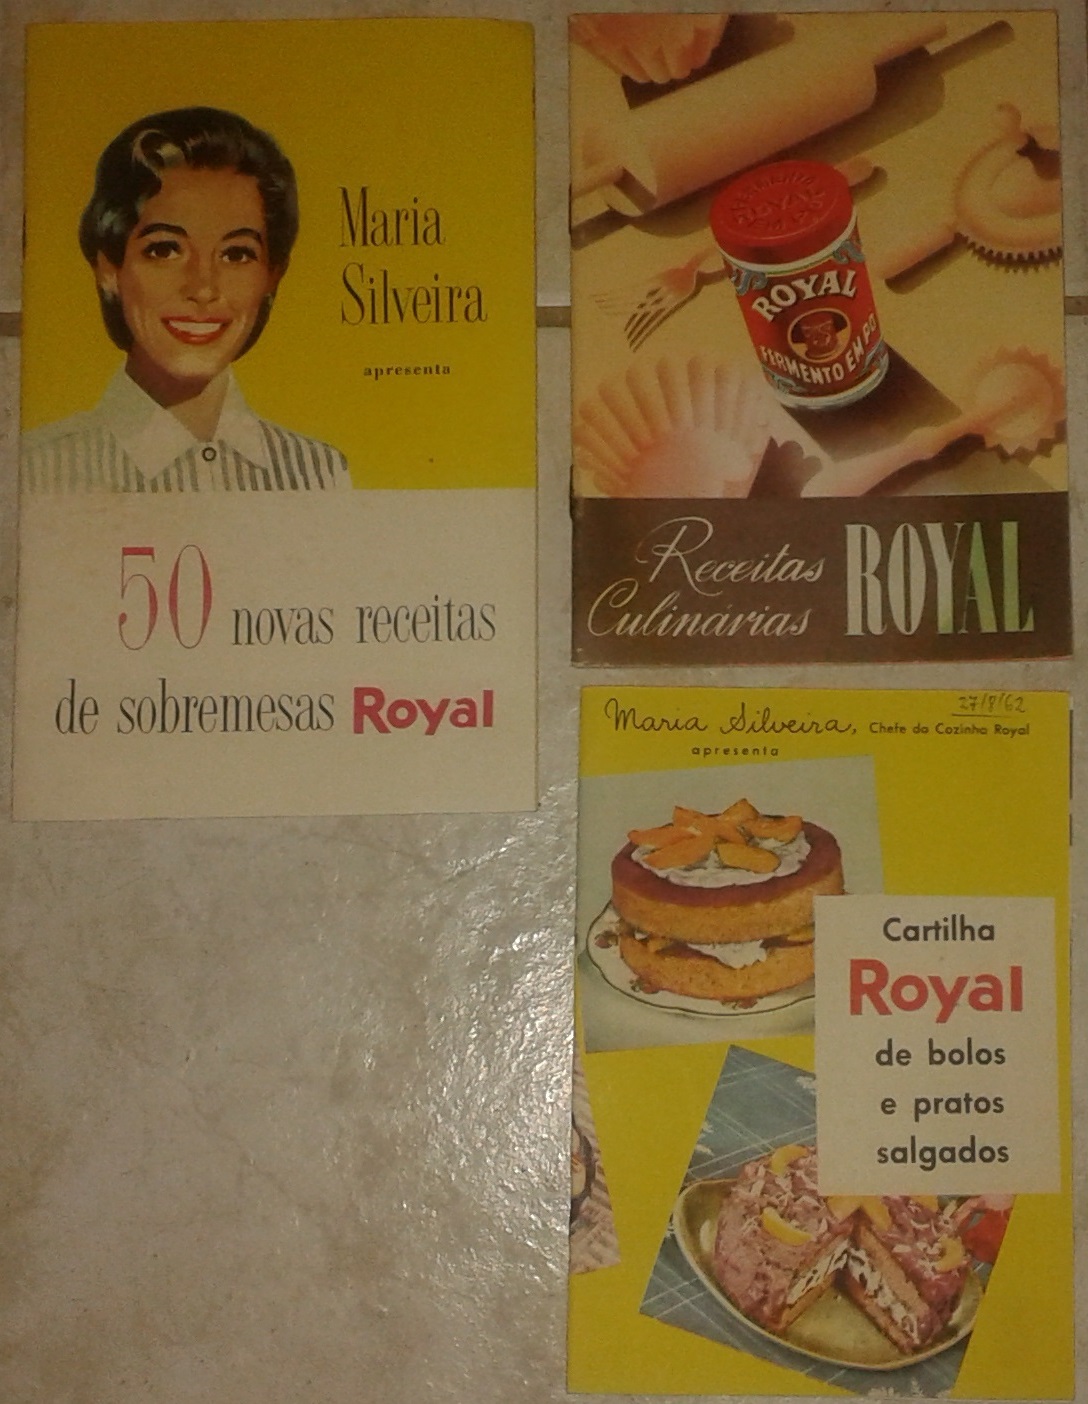 Maria
Silveira
apresenta
50 novas receitas
de sobremesas Royal
ROYAL
ROYAL
FERMENTO EM PÓ
Receitas
Culinárias
ROYAL
27/8/62
Maria Silveira, Chefe da Cozinha Royal
apresenta
Cartilha
Royal
de bolos
e pratos
salgados